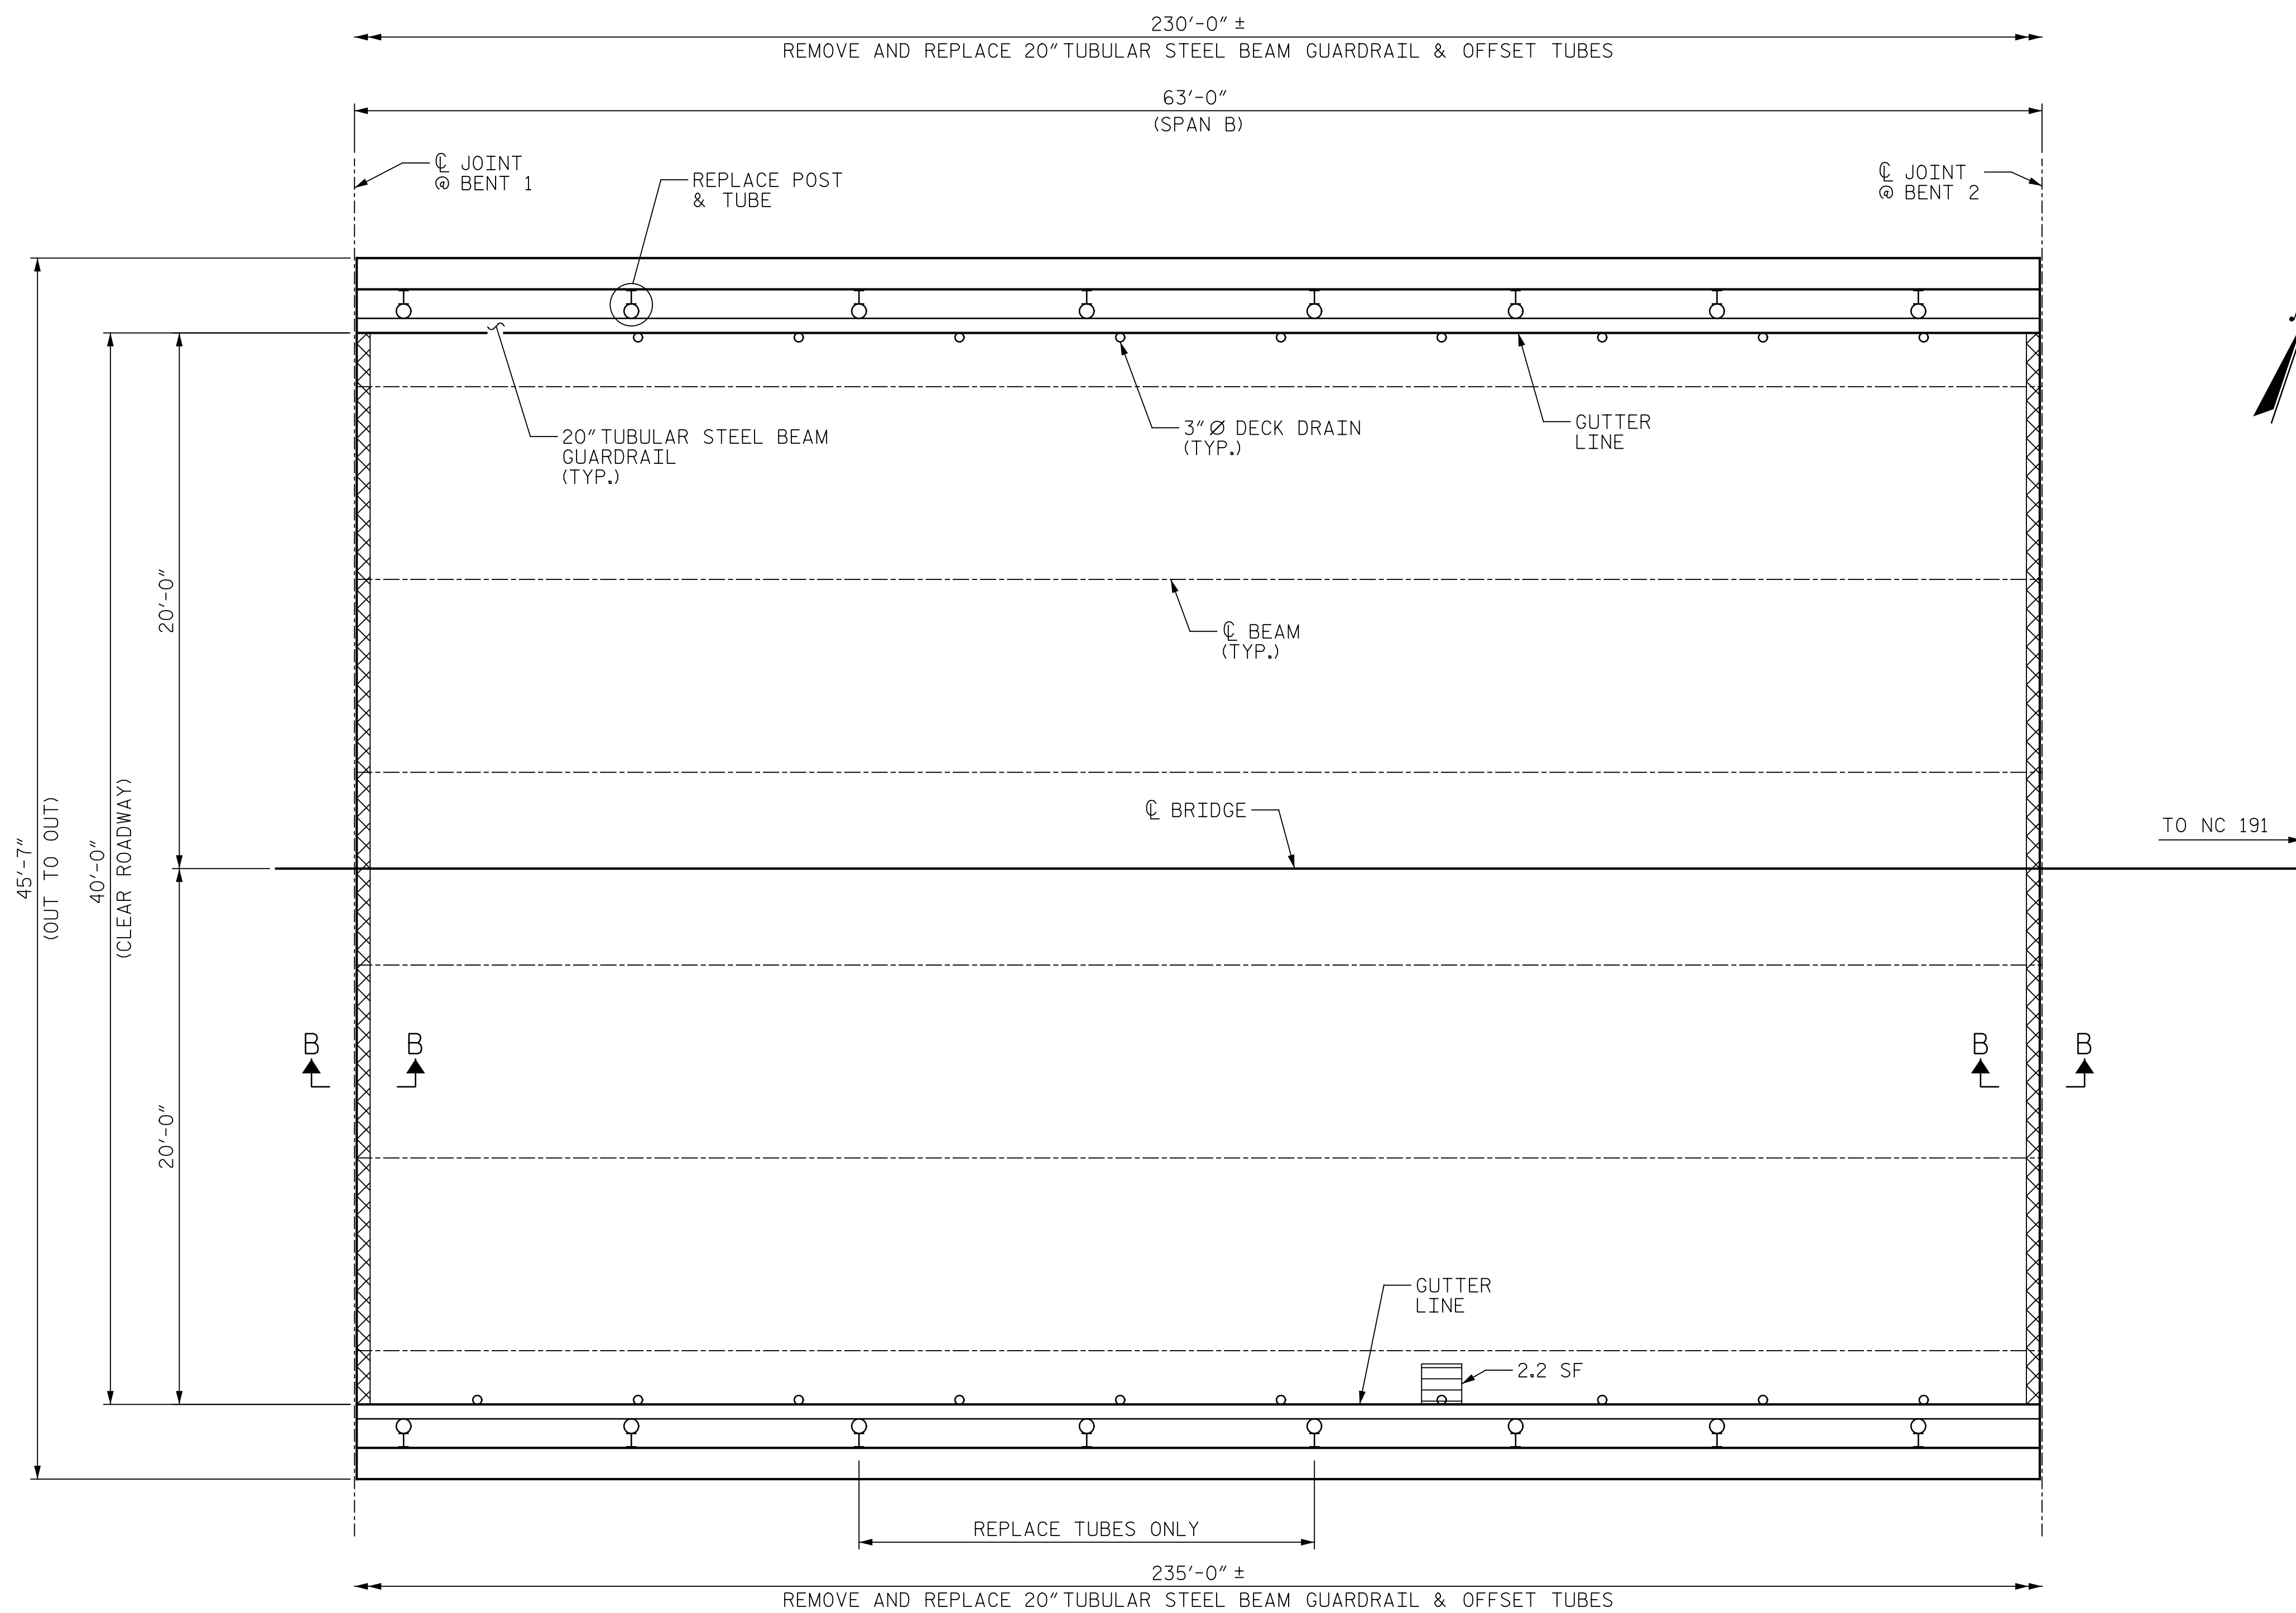 230'-0" ±
REMOVE AND REPLACE 20" TUBULAR STEEL BEAM GUARDRAIL & OFFSET TUBES
63'-0"
(SPAN B)
℄ JOINT
@ BENT 1
REPLACE POST
& TUBE
℄ JOINT
@ BENT 2
20" TUBULAR STEEL BEAM
GUARDRAIL
(TYP.)
3" Ø DECK DRAIN
(TYP.)
GUTTER
LINE
20'-0"
℄ BEAM
(TYP.)
45'-7"
(OUT TO OUT)
40'-0"
(CLEAR ROADWAY)
℄ BRIDGE
TO NC 191
B
B
B
B
20'-0"
GUTTER
LINE
2.2 SF
REPLACE TUBES ONLY
235'-0" ±
REMOVE AND REPLACE 20" TUBULAR STEEL BEAM GUARDRAIL & OFFSET TUBES